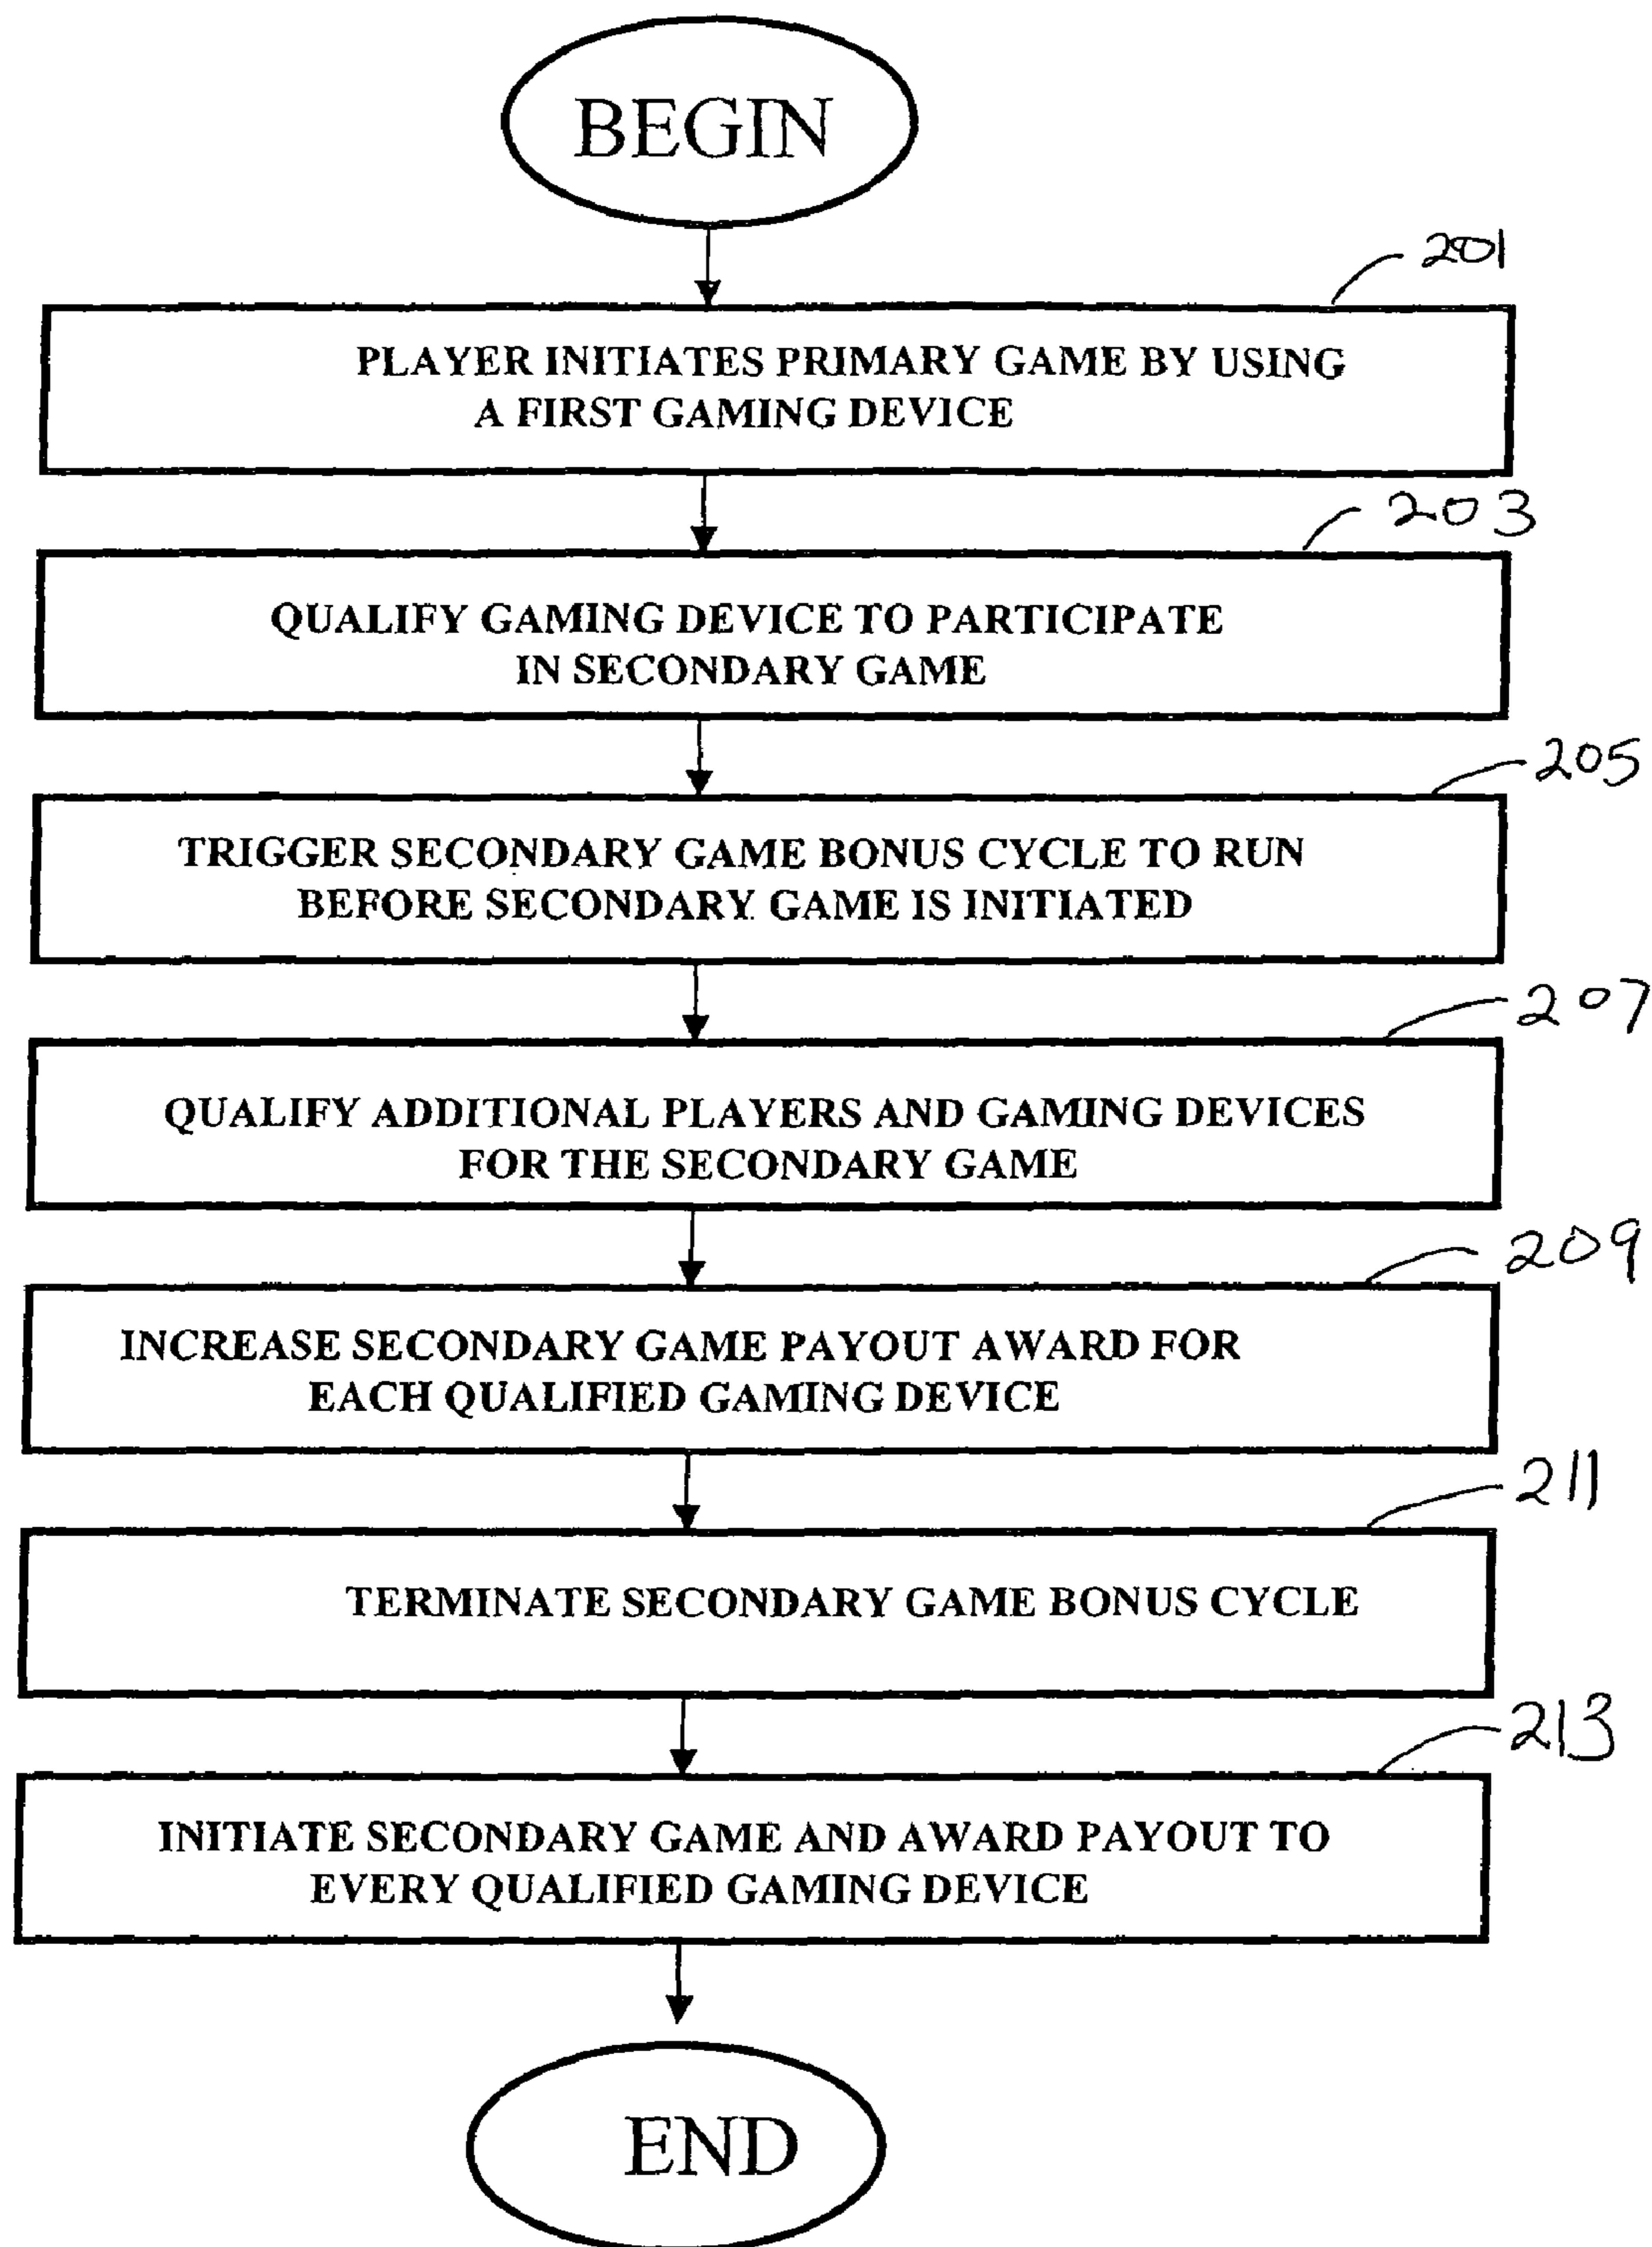 BEGIN
201
PLAYER INITIATES PRIMARY GAME BY USING
A FIRST GAMING DEVICE
203
QUALIFY GAMING DEVICE TO PARTICIPATE
IN SECONDARY GAME
205
TRIGGER SECONDARY GAME BONUS CYCLE TO RUN
BEFORE SECONDARY GAME IS INITIATED
207
QUALIFY ADDITIONAL PLAYERS AND GAMING DEVICES
FOR THE SECONDARY GAME
209
INCREASE SECONDARY GAME PAYOUT AWARD FOR
EACH QUALIFIED GAMING DEVICE
211
TERMINATE SECONDARY GAME BONUS CYCLE
213
INITIATE SECONDARY GAME AND AWARD PAYOUT TO
EVERY QUALIFIED GAMING DEVICE
END